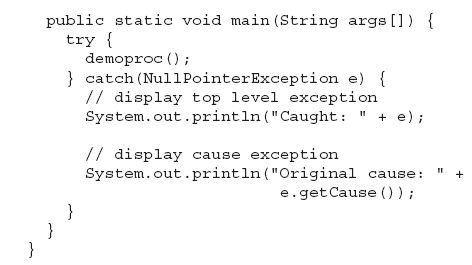 public static void main(String args[]) {
try {
demoproc();
} catch(NullPointerException e) {
// display top level exception
System.out.println("Caught: " + e);
// display cause exception
System.out.println("Original cause: " +
e.getCause());
}
}
}